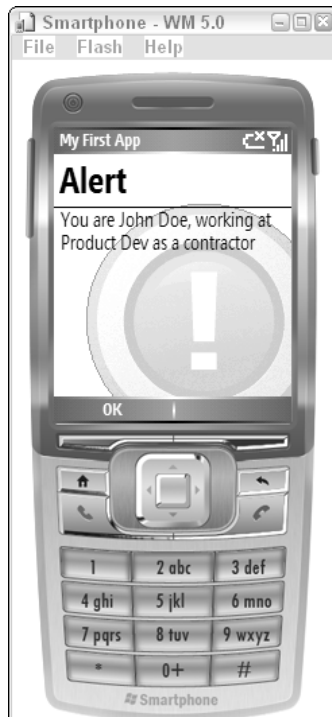 Smartphone - WM 5.0
File Flash Help
My First App
Alert
You are John Doe, working at
Product Dev as a contractor
OK
1 2 abc 3 def
4 ghi 5 jkl 6 mno
7 pqrs 8 tuv 9 wxyz
* 0+ #
Smartphone